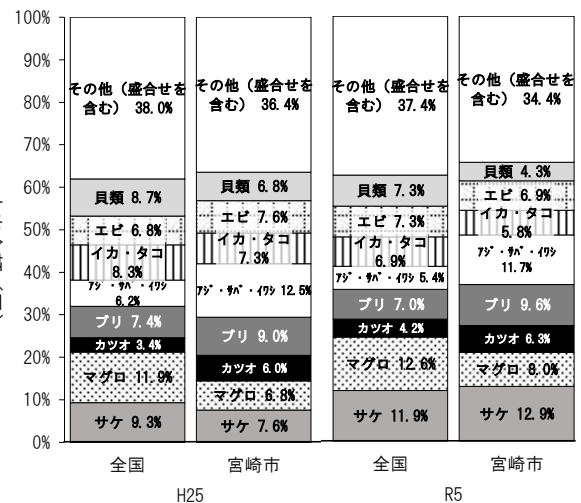 100%
90%
80%
70%
60%
50%
40%
30%
20%
10%
0%
その他（盛合せを
含む） 38.0%
貝類 8.7%
エビ 6.8%
イカ・タコ
8.3%
ｱｼﾞ・ｻﾊﾞ・ｲﾜｼ
6.2%
ブリ 7.4%
カツオ 3.4%
マグロ 11.9%
サケ 9.3%
その他（盛合せを
含む） 36.4%
貝類 6.8%
エビ 7.6%
イカ・タコ
7.3%
ｱｼﾞ・ｻﾊﾞ・ｲﾜｼ 12.5%
ブリ 9.0%
カツオ 6.0%
マグロ 6.8%
サケ 7.6%
その他（盛合せを
含む） 37.4%
貝類 7.3%
エビ 7.3%
イカ・タコ
6.9%
ｱｼﾞ・ｻﾊﾞ・ｲﾜｼ 5.4%
ブリ 7.0%
カツオ 4.2%
マグロ 12.6%
サケ 11.9%
その他（盛合せを
含む） 34.4%
貝類 4.3%
エビ 6.9%
イカ・タコ
5.8%
ｱｼﾞ・ｻﾊﾞ・ｲﾜｼ
11.7%
ブリ 9.6%
カツオ 6.3%
マグロ 8.0%
サケ 12.9%
全国
宮崎市
全国
宮崎市
H25
R5